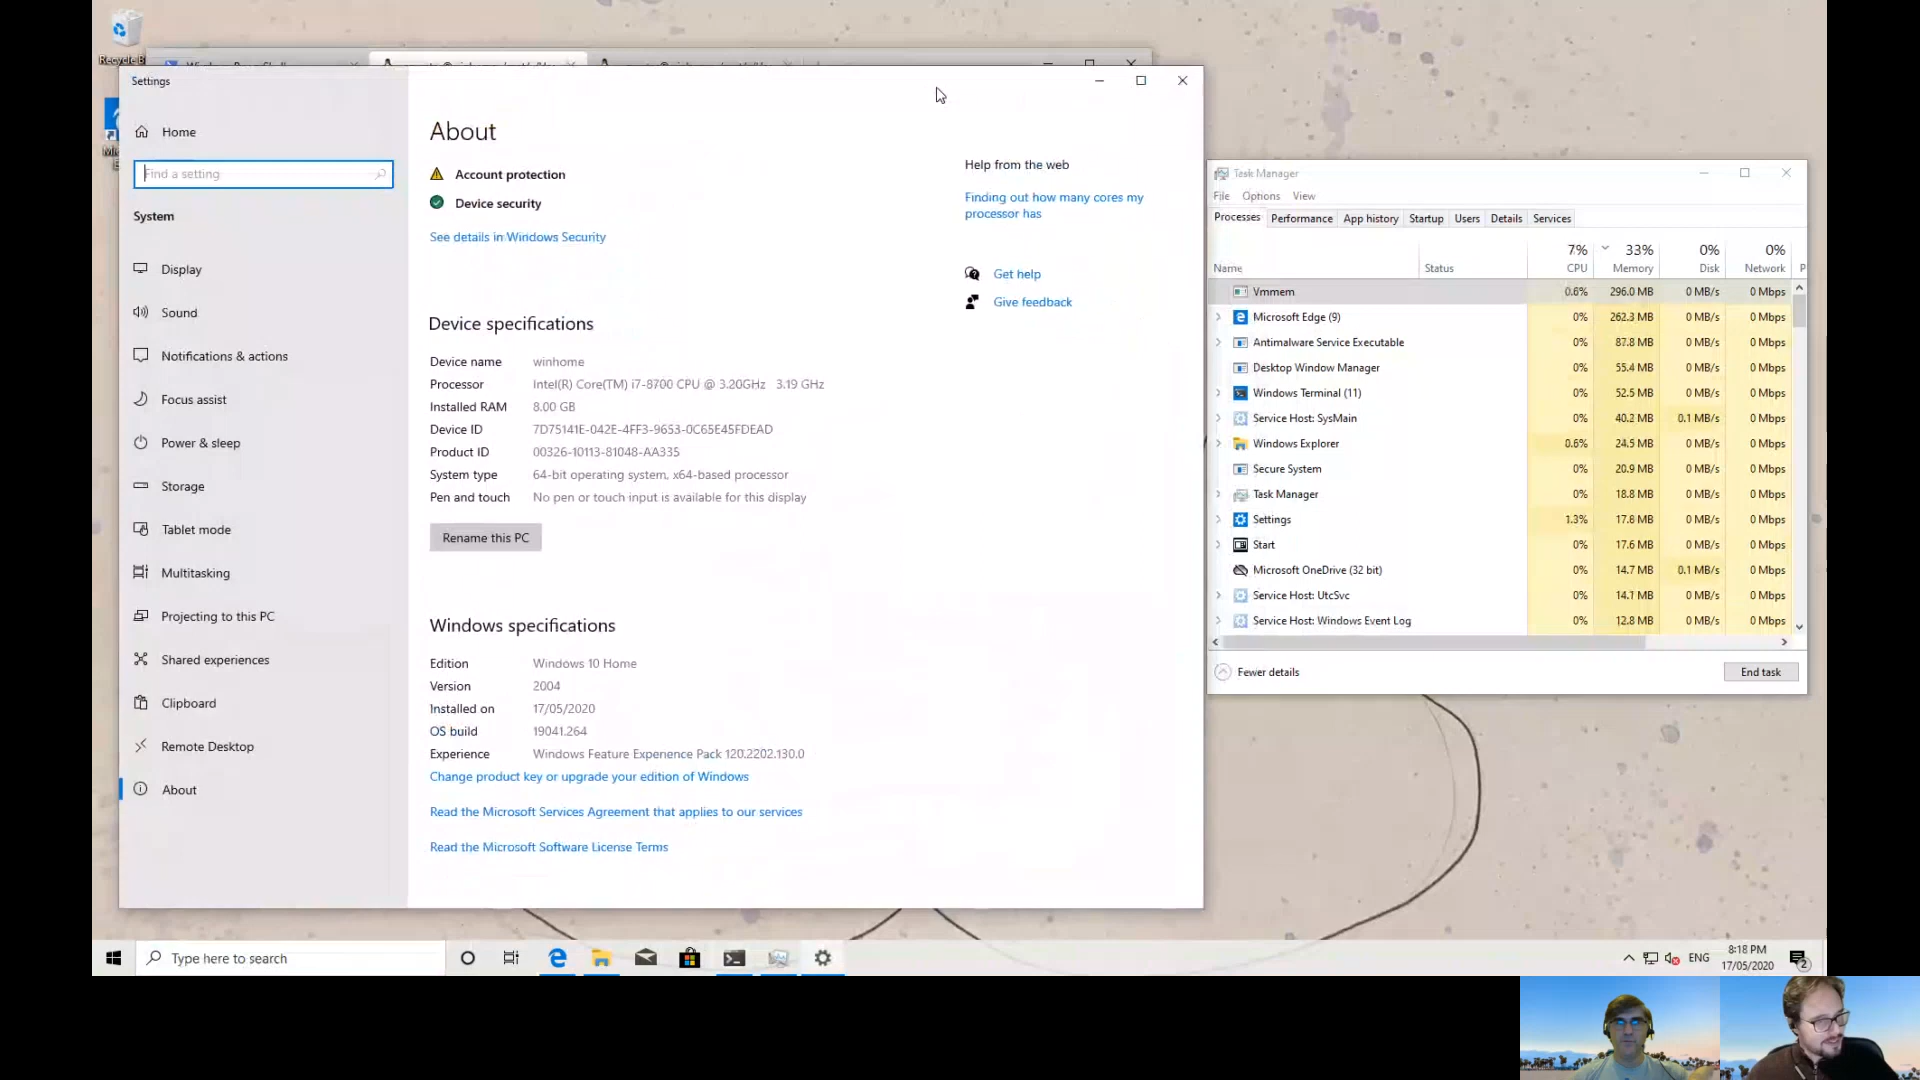 Settings
Home
Find a setting
System
Display
Sound
Notifications & actions
Focus assist
Power & sleep
Storage
Tablet mode
Multitasking
Projecting to this PC
Shared experiences
Clipboard
Remote Desktop
About
About
Account protection
Device security
See details in Windows Security
Device specifications
Device name winhome
Processor Intel(R) Core(TM) i7-8700 CPU @ 3.20GHz 3.19 GHz
Installed RAM 8.00 GB
Device ID 7D75141E-042E-4FF3-9653-0C65E45FDEAD
Product ID 00326-10113-81048-AA335
System type 64-bit operating system, x64-based processor
Pen and touch No pen or touch input is available for this display
Rename this PC
Windows specifications
Edition Windows 10 Home
Version 2004
Installed on 17/05/2020
OS build 19041.264
Experience Windows Feature Experience Pack 120.2202.130.0
Change product key or upgrade your edition of Windows
Read the Microsoft Services Agreement that applies to our services
Read the Microsoft Software License Terms
Help from the web
Finding out how many cores my
processor has
Get help
Give feedback
Task Manager
File Options View
Processes Performance App history Startup Users Details Services
7% 33% 0% 0%
Name Status CPU Memory Disk Network P
Vmmem 0.6% 296.0 MB 0 MB/s 0 Mbps
Microsoft Edge (9) 0% 262.3 MB 0 MB/s 0 Mbps
Antimalware Service Executable 0% 87.8 MB 0 MB/s 0 Mbps
Desktop Window Manager 0% 55.4 MB 0 MB/s 0 Mbps
Windows Terminal (11) 0% 52.5 MB 0 MB/s 0 Mbps
Service Host: SysMain 0% 40.2 MB 0.1 MB/s 0 Mbps
Windows Explorer 0.6% 24.5 MB 0 MB/s 0 Mbps
Secure System 0% 20.9 MB 0 MB/s 0 Mbps
Task Manager 0% 18.8 MB 0 MB/s 0 Mbps
Settings 1.3% 17.8 MB 0 MB/s 0 Mbps
Start 0% 17.6 MB 0 MB/s 0 Mbps
Microsoft OneDrive (32 bit) 0% 14.7 MB 0.1 MB/s 0 Mbps
Service Host: UtcSvc 0% 14.1 MB 0 MB/s 0 Mbps
Service Host: Windows Event Log 0% 12.8 MB 0 MB/s 0 Mbps
Fewer details End task
Type here to search
ENG
8:18 PM
17/05/2020
2